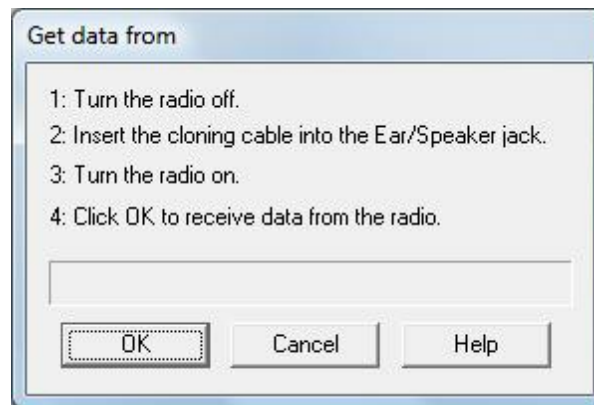 Get data from
1: Turn the radio off.
2: Insert the cloning cable into the Ear/Speaker jack.
3: Turn the radio on.
4: Click OK to receive data from the radio.
OK Cancel Help